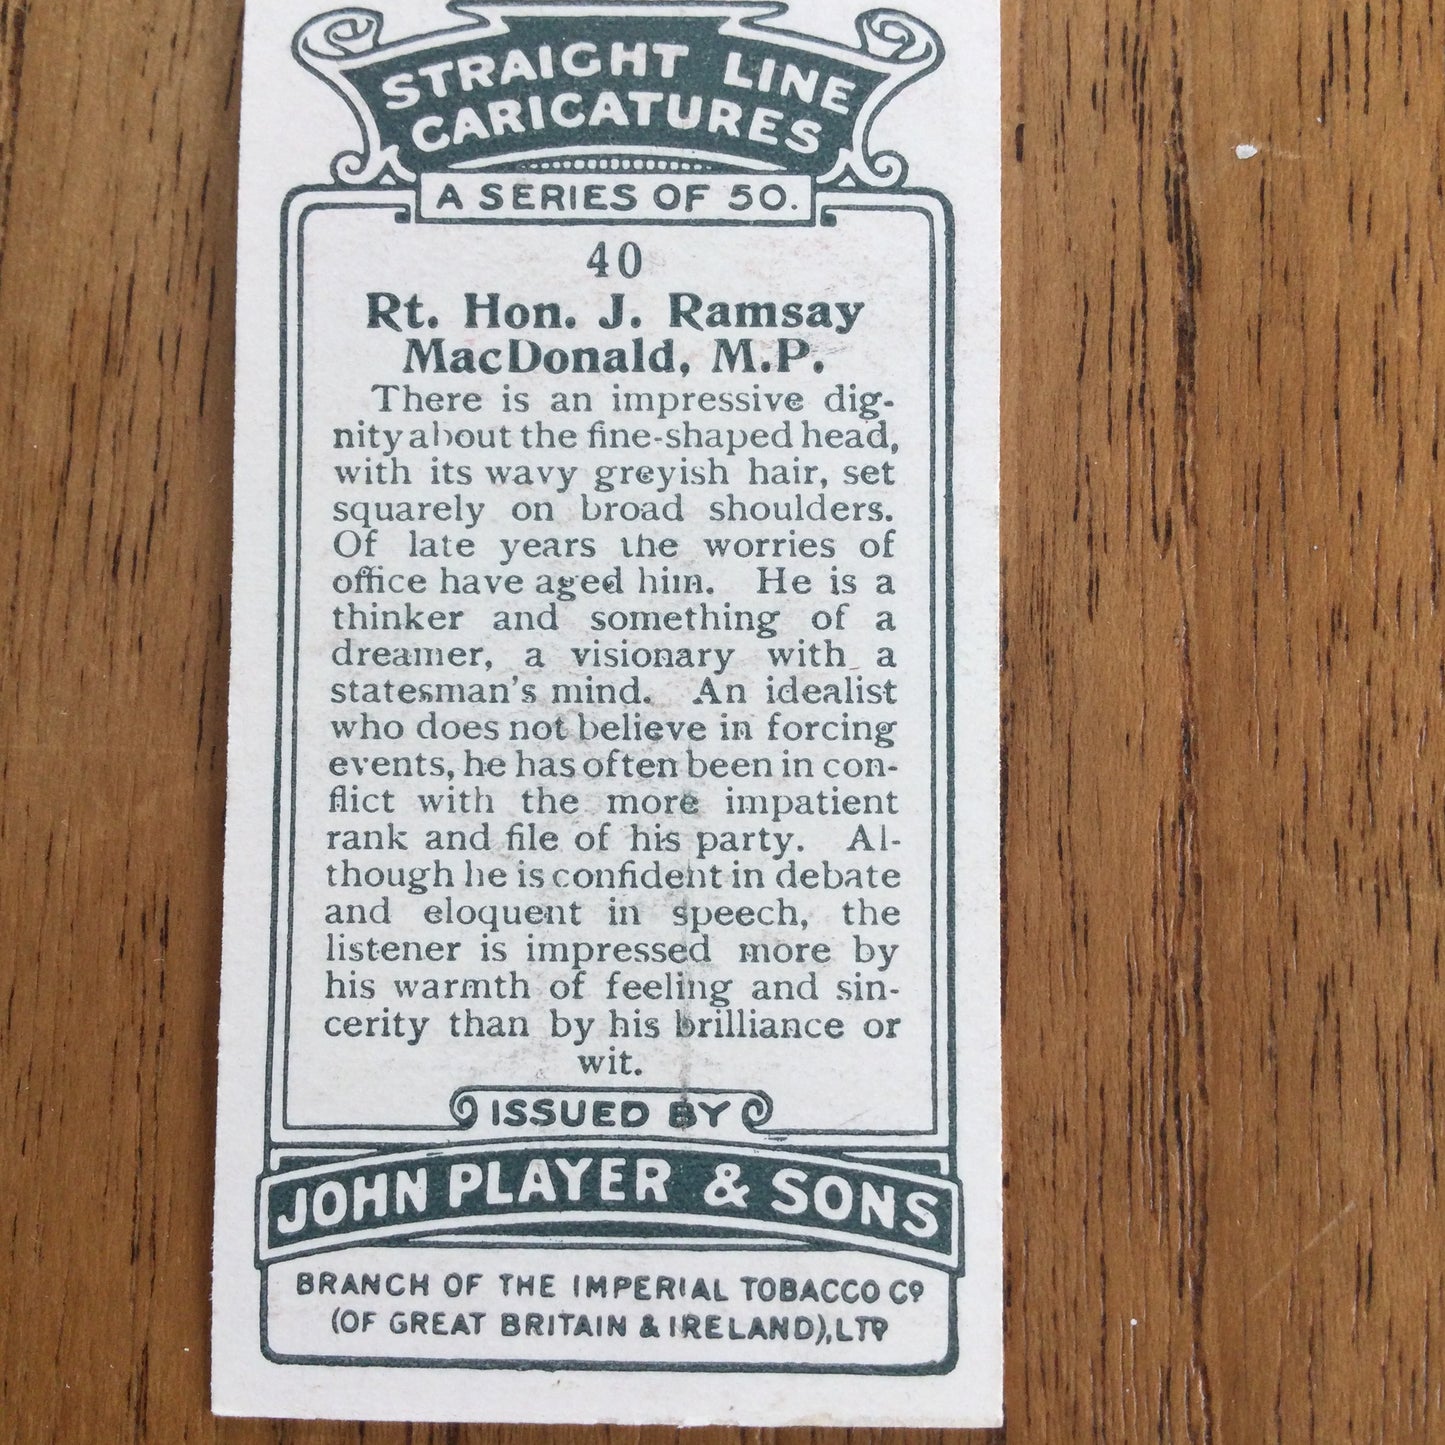 STRAIGHT LINE
CARICATURES
A SERIES OF 50.
40
Rt. Hon. J. Ramsay
MacDonald, M.P.
There is an impressive dig-
nity about the fine-shaped head,
with its wavy greyish hair, set
squarely on broad shoulders.
Of late years the worries of
office have aged him. He is a
thinker and something of a
dreamer, a visionary with a
statesman's mind. An idealist
who does not believe in forcing
events, he has often been in con-
flict with the more impatient
rank and file of his party. Al-
though he is confident in debate
and eloquent in speech, the
listener is impressed more by
his warmth of feeling and sin-
cerity than by his brilliance or
wit.
ISSUED BY
JOHN PLAYER & SONS
BRANCH OF THE IMPERIAL TOBACCO Cº
(OF GREAT BRITAIN & IRELAND), LTD